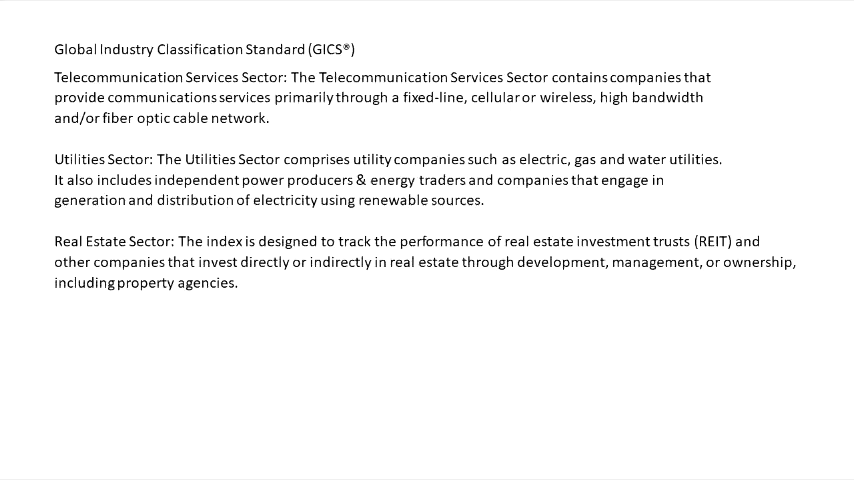 Global Industry Classification Standard (GICS®)
Telecommunication Services Sector: The Telecommunication Services Sector contains companies that
provide communications services primarily through a fixed-line, cellular or wireless, high bandwidth
and/or fiber optic cable network.
Utilities Sector: The Utilities Sector comprises utility companies such as electric, gas and water utilities.
It also includes independent power producers & energy traders and companies that engage in
generation and distribution of electricity using renewable sources.
Real Estate Sector: The index is designed to track the performance of real estate investment trusts (REIT) and
other companies that invest directly or indirectly in real estate through development, management, or ownership,
including property agencies.